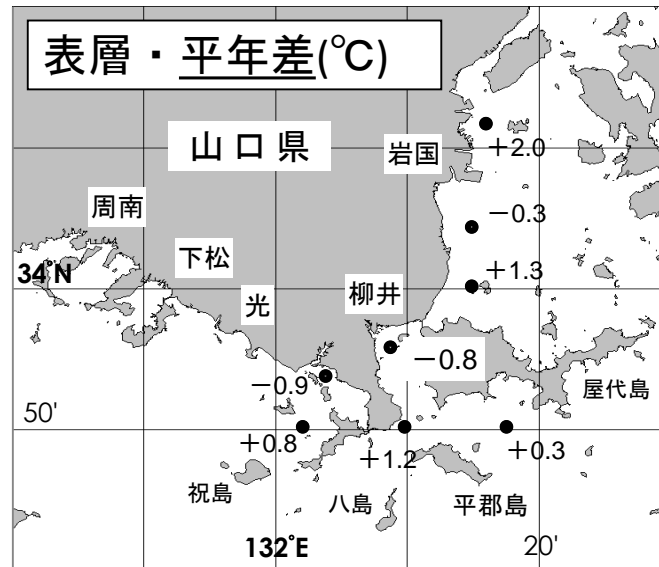 表層・平年差(℃)
山口県
岩国
+2.0
周南
-0.3
下松
34°N
+1.3
柳井
光
-0.8
-0.9
屋代島
50'
+0.8
+1.2
+0.3
祝島
八島
平郡島
132°E
20'